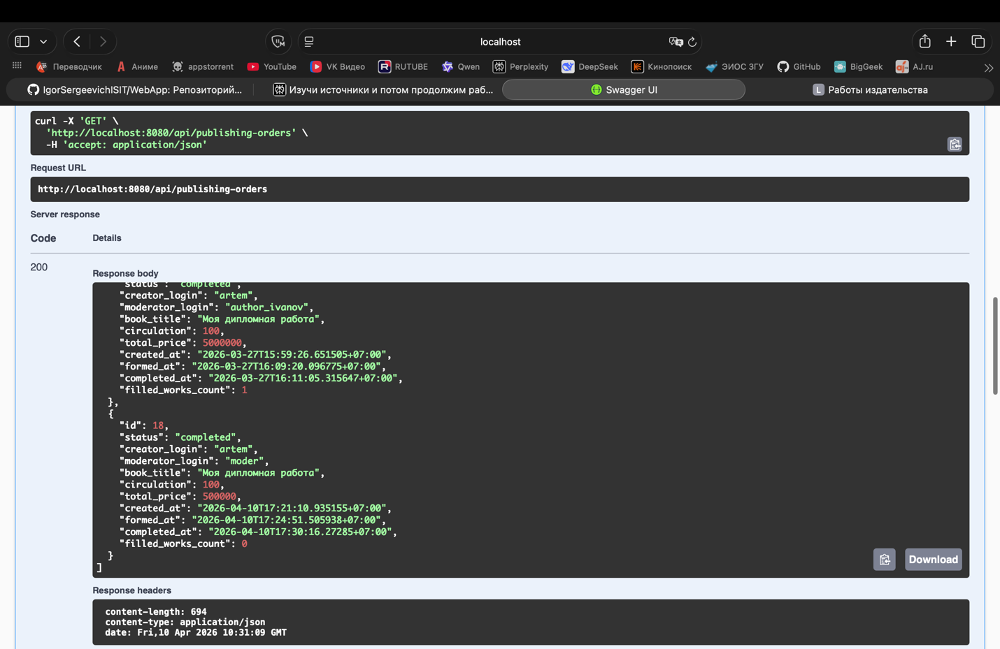 localhost
Переводчик
Аниме
appstorrent
YouTube
VK Видео
RUTUBE
Qwen
Perplexity
DeepSeek
Кинопоиск
ЭИОС ЗГУ
GitHub
BigGeek
AJ.ru
IgorSergeevichISIT/WebApp: Репозиторий...
Изучи источники и потом продолжим раб...
Swagger UI
L Работы издательства
curl -X 'GET' \
'http://localhost:8080/api/publishing-orders' \
-H 'accept: application/json'
Request URL
http://localhost:8080/api/publishing-orders
Server response
Code Details
200
Response body
"status": "completed",
"creator_login": "artem",
"moderator_login": "author_ivanov",
"book_title": "Моя дипломная работа",
"circulation": 100,
"total_price": 5000000,
"created_at": "2026-03-27T15:59:26.651505+07:00",
"formed_at": "2026-03-27T16:09:20.096775+07:00",
"completed_at": "2026-03-27T16:11:05.315647+07:00",
"filled_works_count": 1
},
{
"id": 18,
"status": "completed",
"creator_login": "artem",
"moderator_login": "moder",
"book_title": "Моя дипломная работа",
"circulation": 100,
"total_price": 500000,
"created_at": "2026-04-10T17:21:10.935155+07:00",
"formed_at": "2026-04-10T17:24:51.505938+07:00",
"completed_at": "2026-04-10T17:30:16.27285+07:00",
"filled_works_count": 0
}
]
Download
Response headers
content-length: 694
content-type: application/json
date: Fri,10 Apr 2026 10:31:09 GMT